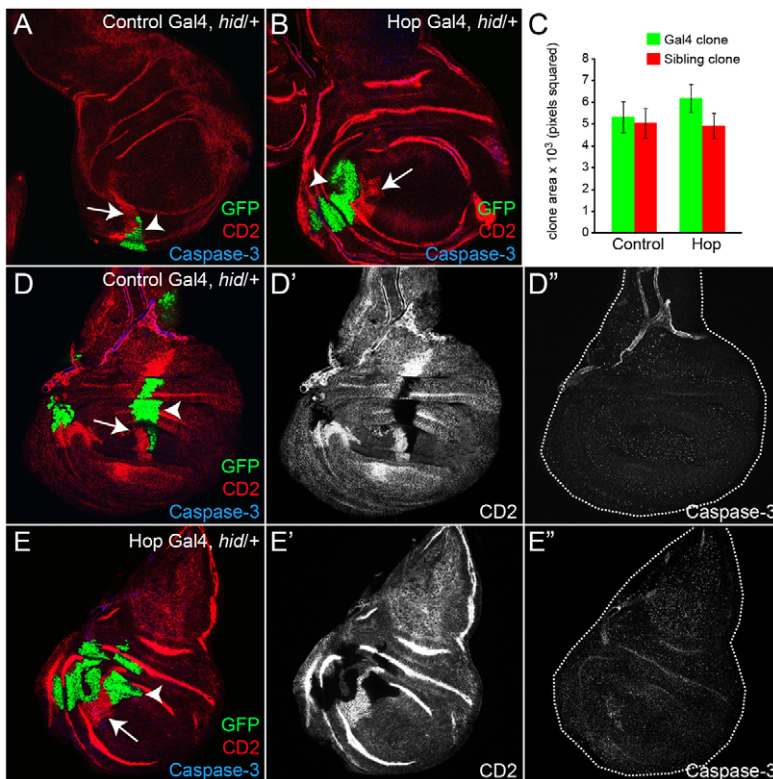 A
Control Gal4, hid/+
GFP
CD2
Caspase-3
B
Hop Gal4, hid/+
GFP
CD2
Caspase-3
C
Gal4 clone
Sibling clone
clone area x 10³ (pixels squared)
8
7
6
5
4
3
2
1
0
Control
Hop
D
Control Gal4, hid/+
GFP
CD2
Caspase-3
D'
CD2
D"
Caspase-3
E
Hop Gal4, hid/+
GFP
CD2
Caspase-3
E'
CD2
E"
Caspase-3